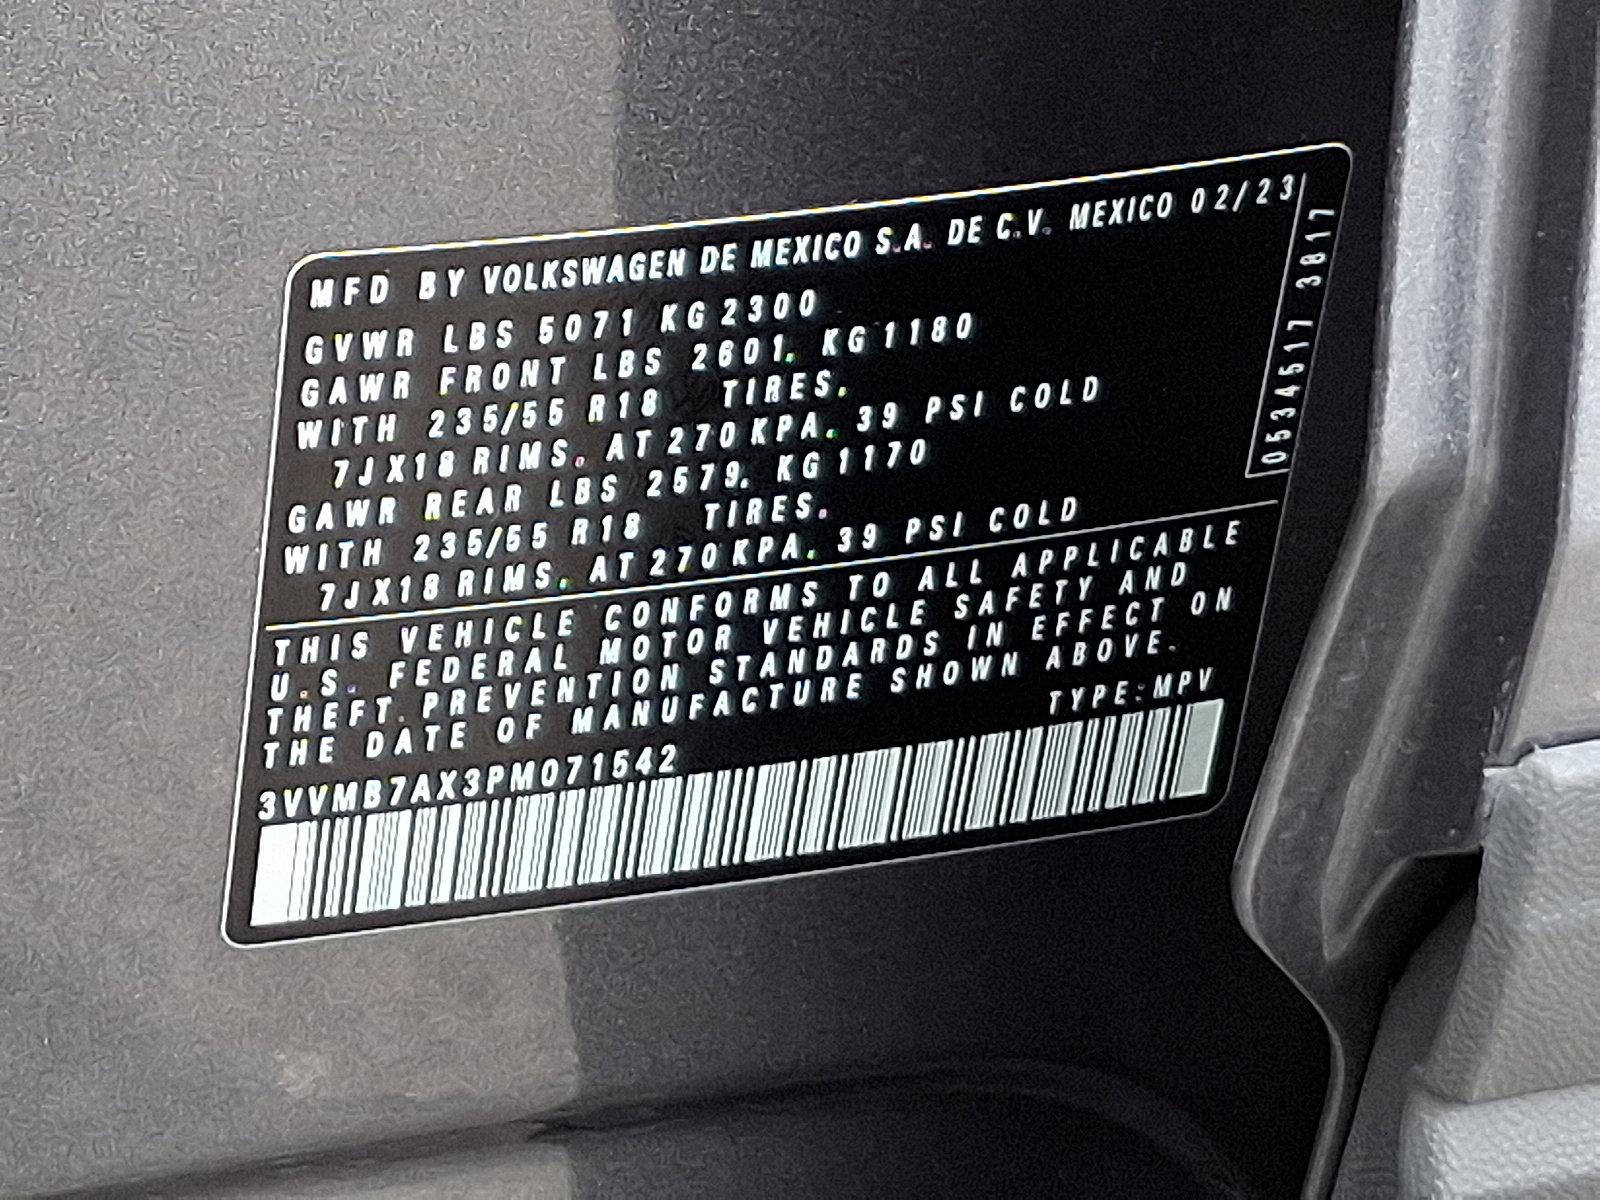 MFD BY VOLKSWAGEN DE MEXICO S.A. DE C.V. MEXICO 02/23
GVWR LBS 5071 KG 2300
GAWR FRONT LBS 2601. KG 1180
WITH 235/55 R18 TIRES.
7JX18 RIMS. AT 270 KPA. 39 PSI COLD
GAWR REAR LBS 2579. KG 1170
WITH 235/55 R18 TIRES.
7JX18 RIMS. AT 270 KPA. 39 PSI COLD
THIS VEHICLE CONFORMS TO ALL APPLICABLE
U.S. FEDERAL MOTOR VEHICLE SAFETY AND
THEFT PREVENTION STANDARDS IN EFFECT ON
THE DATE OF MANUFACTURE SHOWN ABOVE.
TYPE: MPV
3VVMB7AX3PM071542
0534517 3817